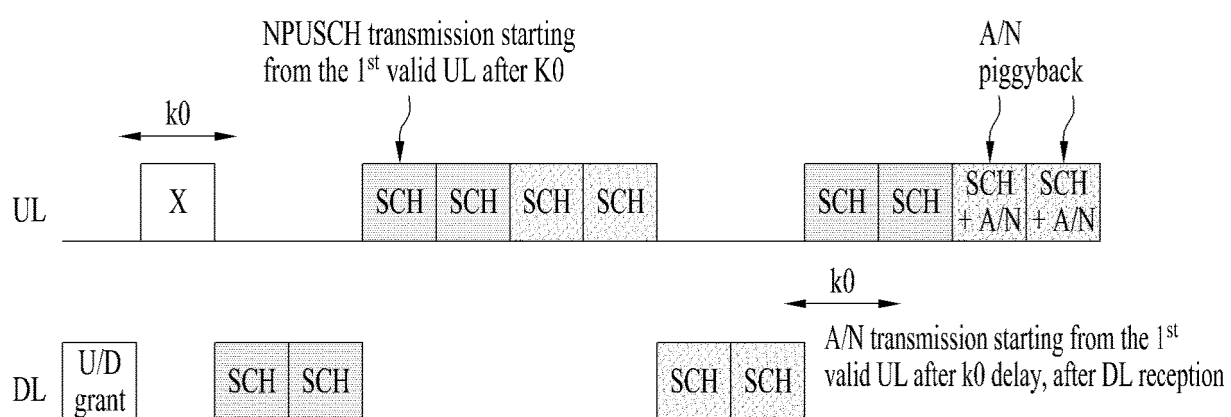 NPUSCH transmission starting
from the 1st valid UL after K0
A/N
piggyback
k0
UL
X
SCH
SCH
SCH
SCH
SCH
SCH
SCH
+ A/N
SCH
+ A/N
k0
A/N transmission starting from the 1st
valid UL after k0 delay, after DL reception
DL
U/D
grant
SCH
SCH
SCH
SCH